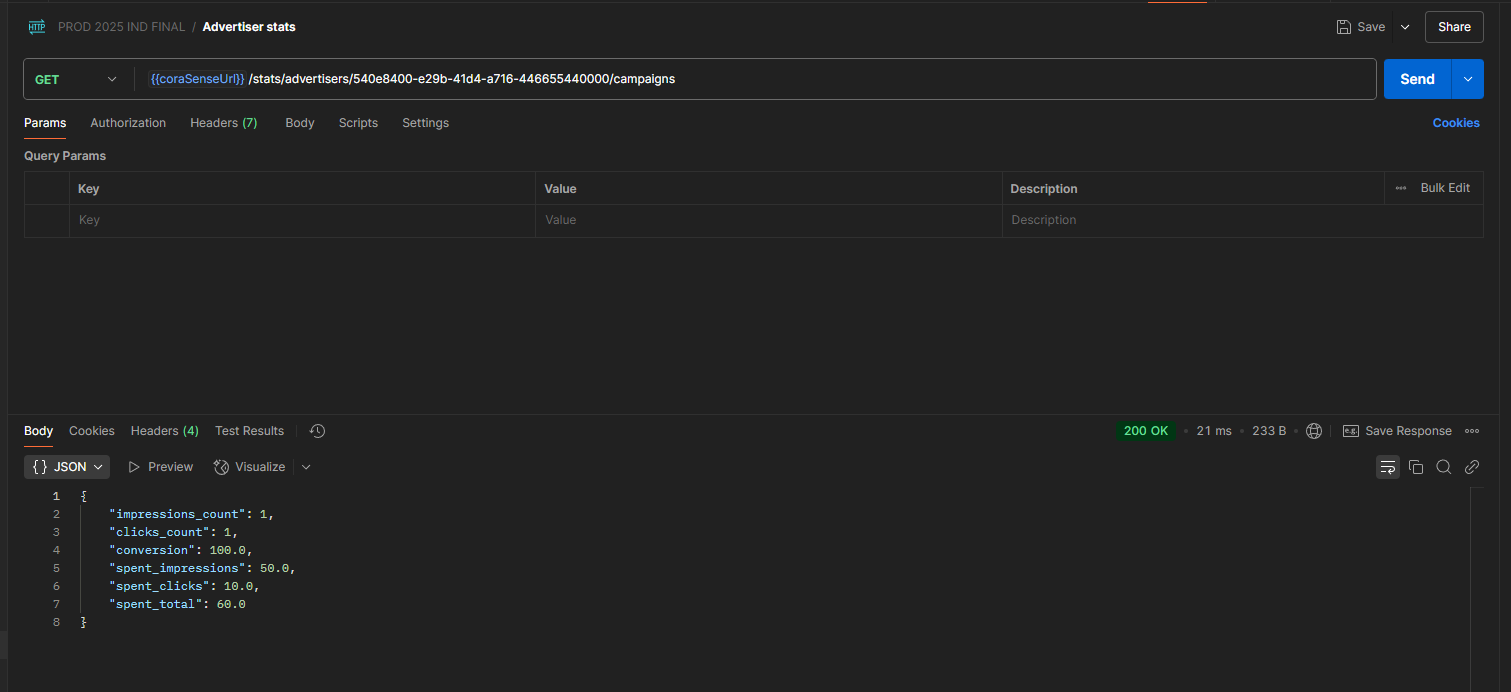 HTTP PROD 2025 IND FINAL / Advertiser stats Save Share
GET {{coraSenseUrl}} /stats/advertisers/540e8400-e29b-41d4-a716-446655440000/campaigns Send
Params Authorization Headers (7) Body Scripts Settings Cookies
Query Params
Key Value Description Bulk Edit
Key Value Description
Body Cookies Headers (4) Test Results 200 OK 21 ms 233 B e.g. Save Response
{} JSON Preview Visualize
1 {
2 "impressions_count": 1,
3 "clicks_count": 1,
4 "conversion": 100.0,
5 "spent_impressions": 50.0,
6 "spent_clicks": 10.0,
7 "spent_total": 60.0
8 }